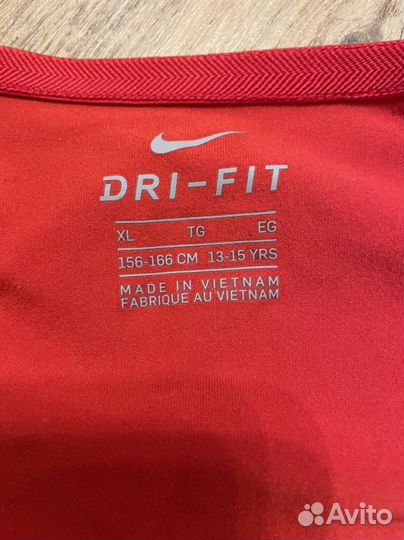 DRI-FIT
XL TG EG
156-166 CM 13-15 YRS
MADE IN VIETNAM
FABRIQUE AU VIETNAM
Avito